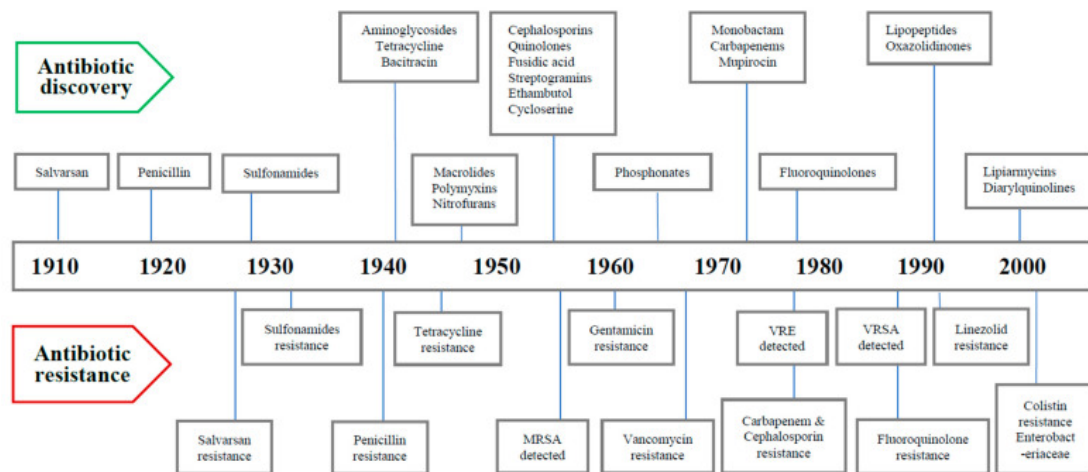 Antibiotic
discovery
Aminoglycosides
Tetracycline
Bacitracin
Cephalosporins
Quinolones
Fusidic acid
Streptogramins
Ethambutol
Cycloserine
Monobactam
Carbapenems
Mupirocin
Lipopeptides
Oxazolidinones
Salvarsan
Penicillin
Sulfonamides
Macrolides
Polymyxins
Nitrofurans
Phosphonates
Fluoroquinolones
Lipiarmycins
Diarylquinolines
1910 1920 1930 1940 1950 1960 1970 1980 1990 2000
Antibiotic
resistance
Sulfonamides
resistance
Tetracycline
resistance
Gentamicin
resistance
VRE
detected
VRSA
detected
Linezolid
resistance
Salvarsan
resistance
Penicillin
resistance
MRSA
detected
Vancomycin
resistance
Carbapenem &
Cephalosporin
resistance
Fluoroquinolone
resistance
Colistin
resistance
Enterobact
-eriaceae